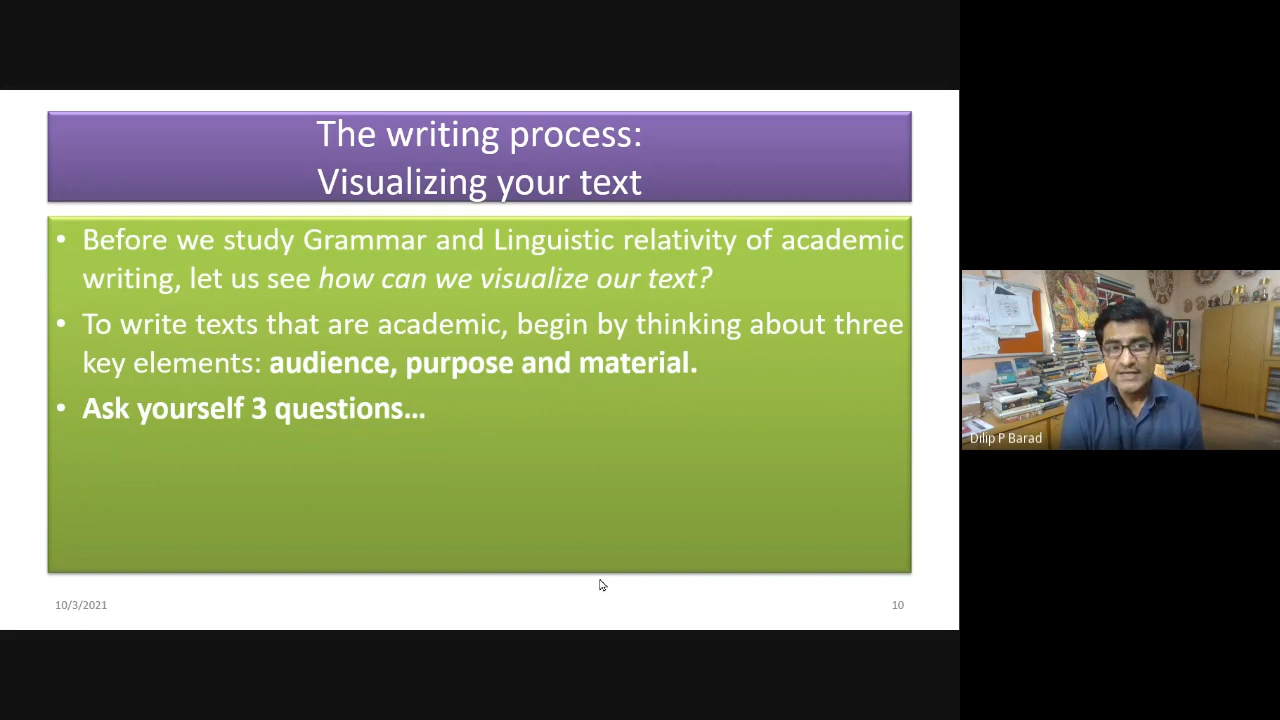 The writing process:
Visualizing your text
• Before we study Grammar and Linguistic relativity of academic
writing, let us see how can we visualize our text?
• To write texts that are academic, begin by thinking about three
key elements: audience, purpose and material.
• Ask yourself 3 questions…
Dilip P Barad
10/3/2021
10